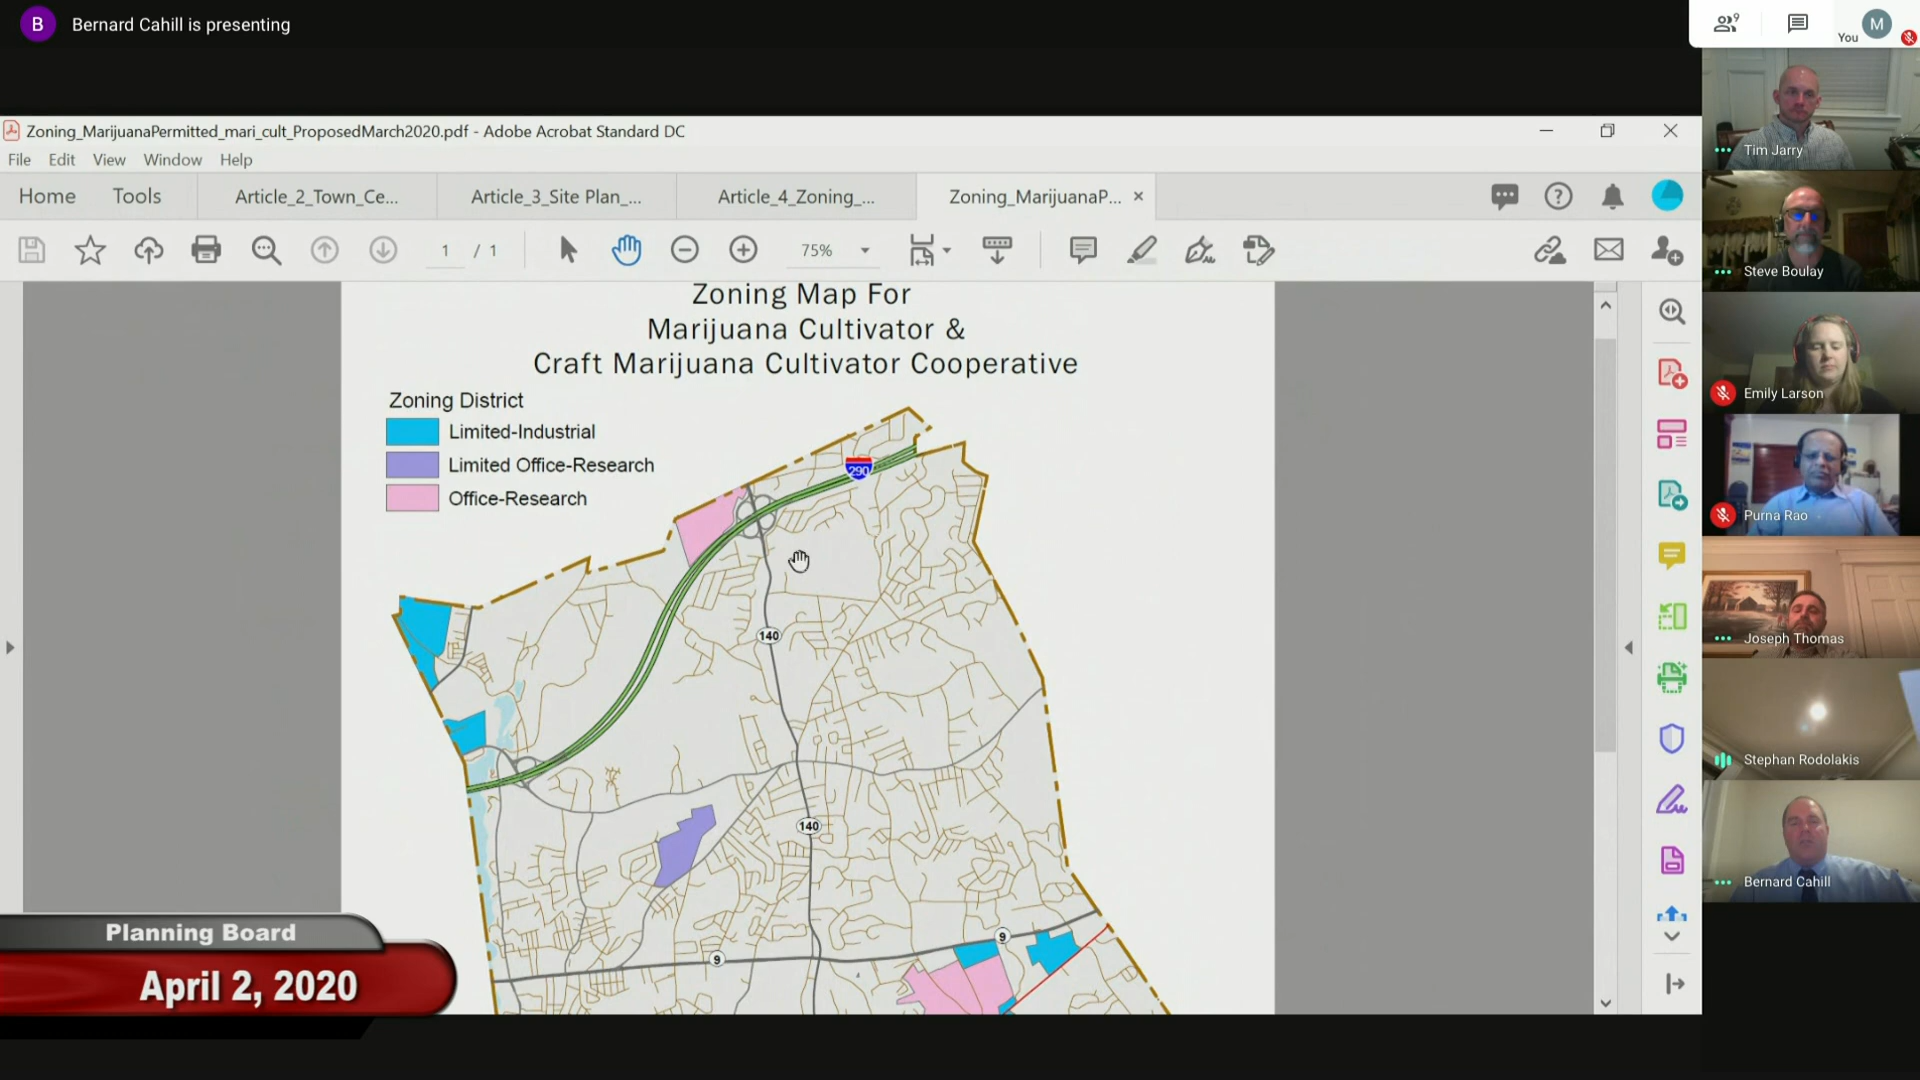 B
Bernard Cahill is presenting
9
You
M
Zoning_MarijuanaPermitted_mari_cult_ProposedMarch2020.pdf - Adobe Acrobat Standard DC
File Edit View Window Help
Home Tools Article_2_Town_Ce... Article_3_Site Plan_... Article_4_Zoning_... Zoning_MarijuanaP... ×
1 / 1 75%
Zoning Map For
Marijuana Cultivator &
Craft Marijuana Cultivator Cooperative
Zoning District
Limited-Industrial
Limited Office-Research
Office-Research
290
140
140
9
9
Planning Board
April 2, 2020
Tim Jarry
Steve Boulay
Emily Larson
Purna Rao
Joseph Thomas
Stephan Rodolakis
Bernard Cahill